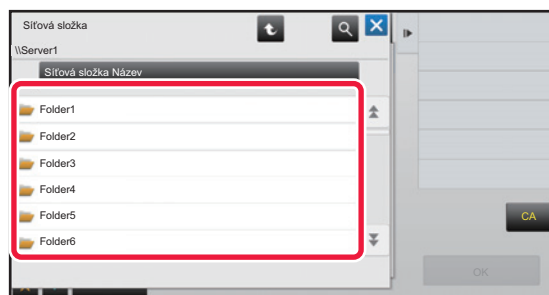 Síťová složka
\\Server1
Síťová složka Název
Folder1
Folder2
Folder3
Folder4
Folder5
Folder6
CA
OK